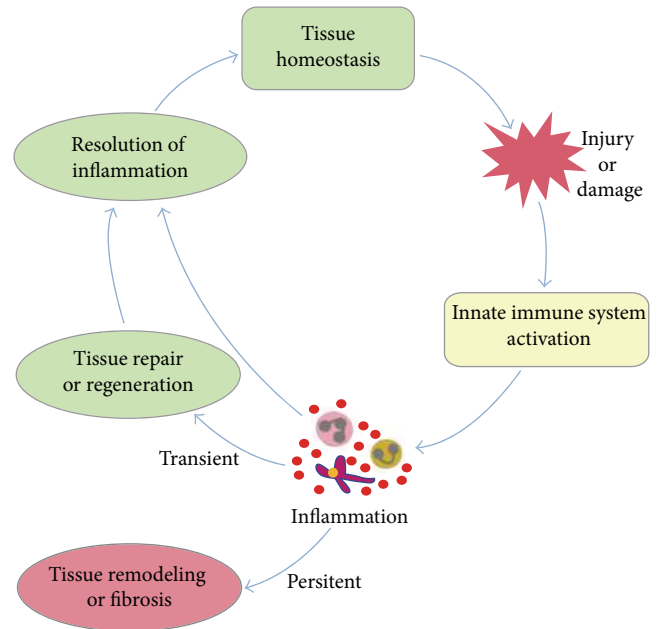 Tissue
homeostasis
Resolution of
inflammation
Injury
or
damage
Innate immune system
activation
Tissue repair
or regeneration
Transient
Inflammation
Persitent
Tissue remodeling
or fibrosis